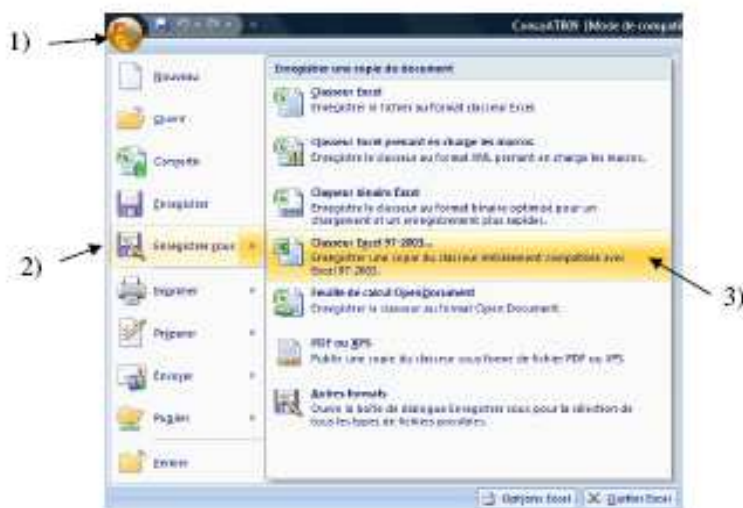 1)
ConsortTRN [Mode de compati
Nouveau
Ouvrir
Convertir
Enregistrer
2)
Enregistrer sous
Imprimer
Préparer
Envoyer
Publier
Fermer
Enregistrer une copie du document
Classeur Excel
Enregistrer le fichier au format classeur Excel.
Classeur Excel prenant en charge les macros
Enregistre le classeur au format XML prenant en charge les macros.
Classeur binaire Excel
Enregistre le classeur au format binaire optimisé pour un
chargement et un enregistrement plus rapides.
Classeur Excel 97-2003...
Enregistrer une copie du classeur entièrement compatible avec
Excel 97-2003.
3)
Feuille de calcul OpenDocument
Enregistrer le classeur au format Open Document.
PDF ou XPS
Publie une copie du classeur sous forme de fichier PDF ou XPS
Autres formats
Ouvre la boîte de dialogue Enregistrer sous pour la sélection de
tous les types de fichiers possibles.
Options Excel
Quitter Excel